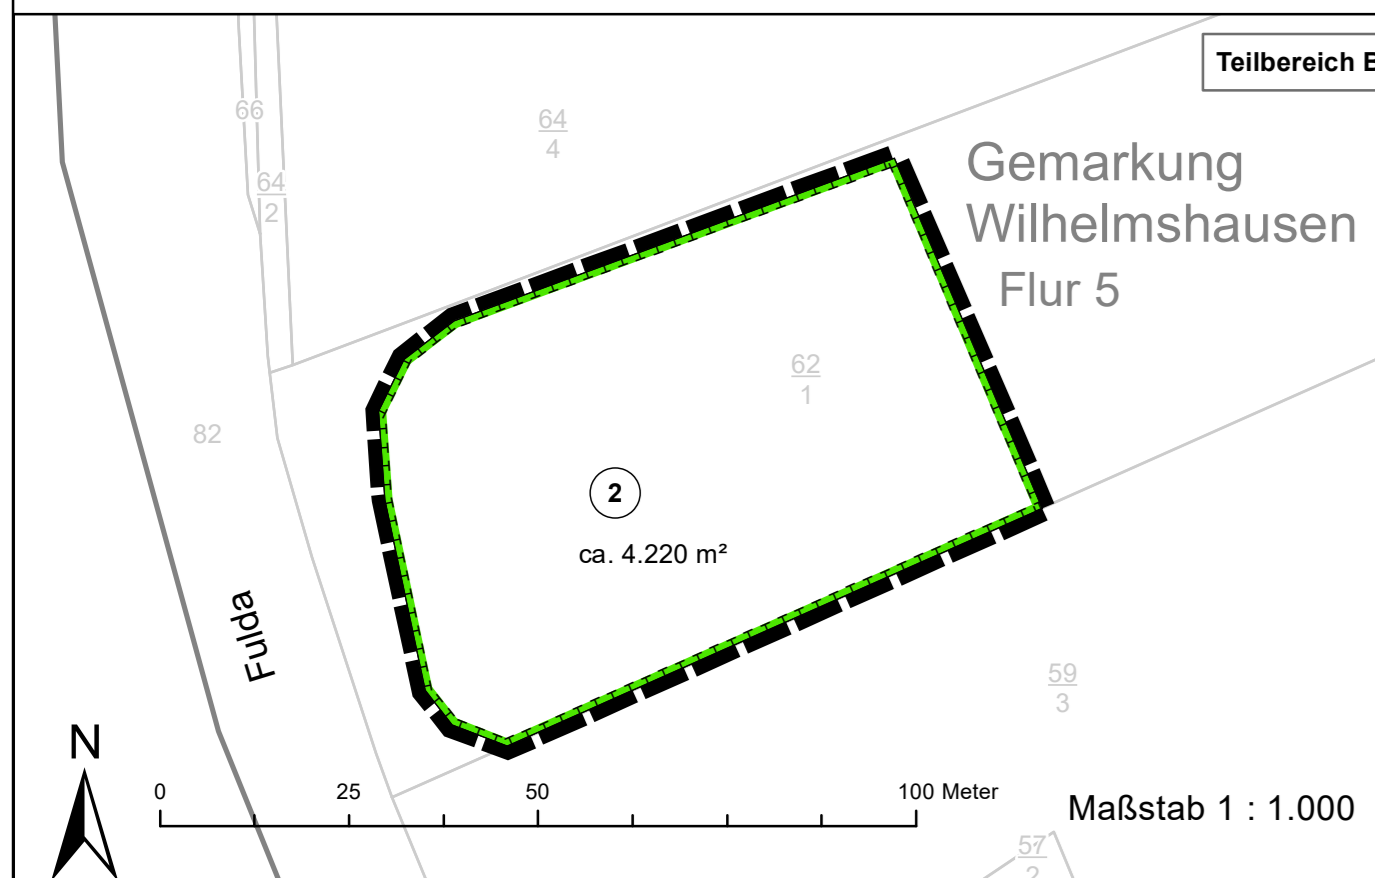 Teilbereich B
66
64
4
Gemarkung
Wilhelmshausen
Flur 5
64
2
62
1
82
2
ca. 4.220 m²
Fulda
59
3
N
0 25 50 100 Meter
Maßstab 1 : 1.000
57
2